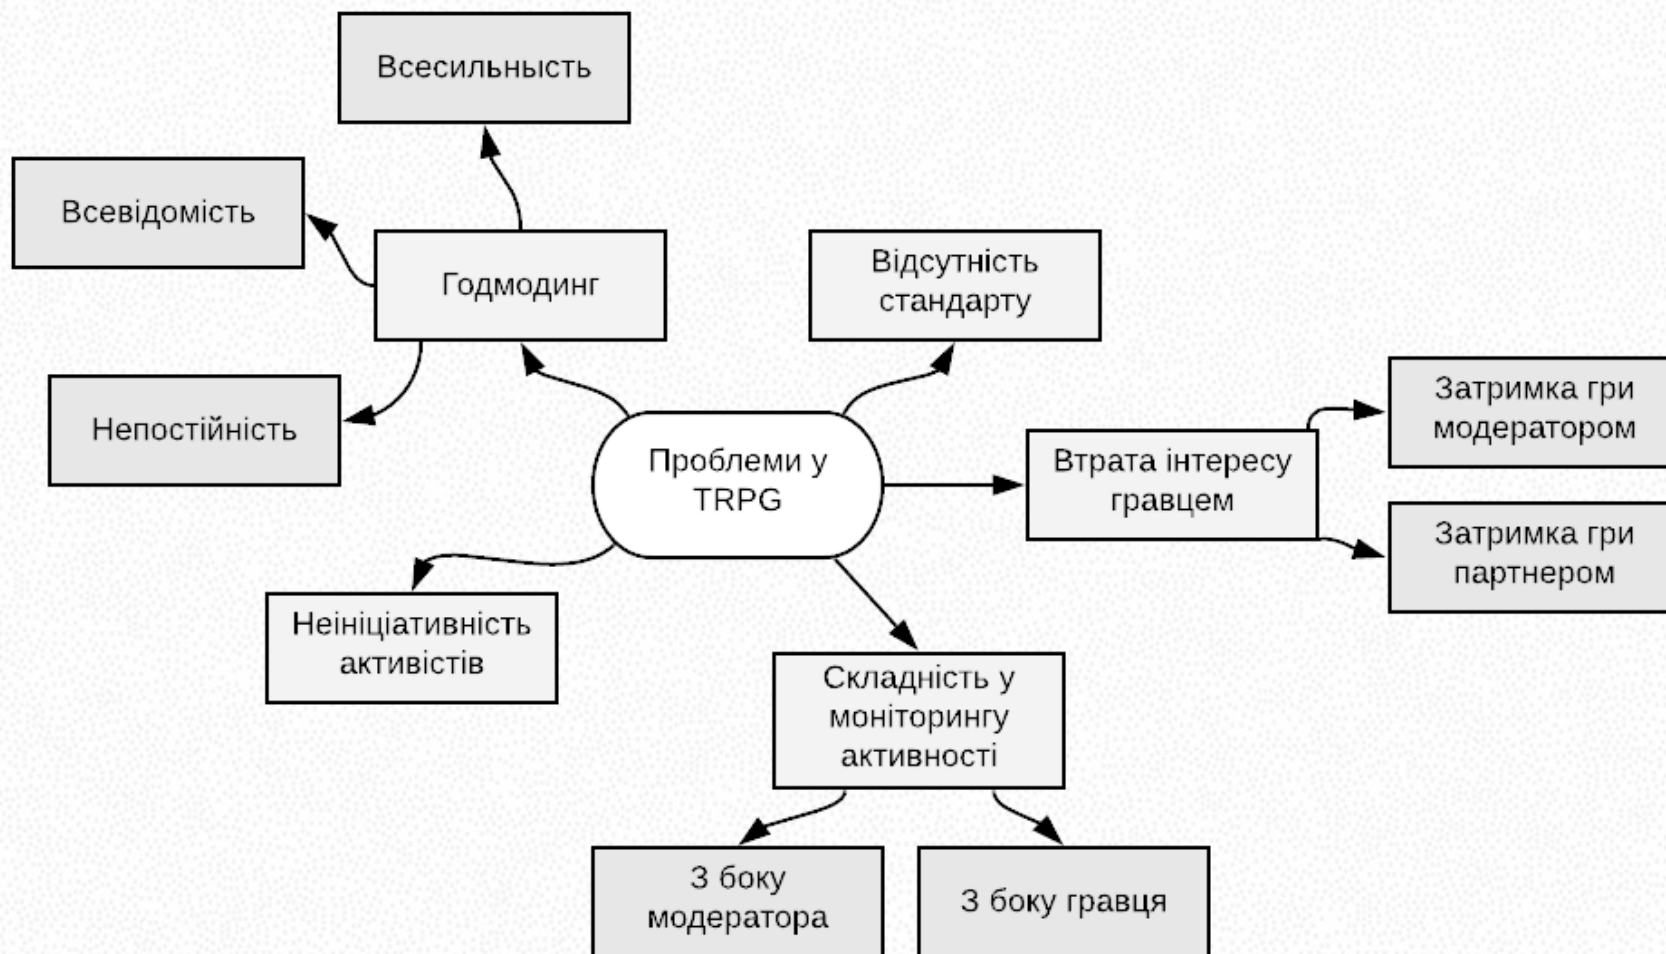 Всесильнысть
Всевідомість
Годмодинг
Непостійність
Відсутність
стандарту
Проблеми у
TRPG
Втрата інтересу
гравцем
Затримка гри
модератором
Затримка гри
партнером
Неініціативність
активістів
Складність у
моніторингу
активності
З боку
модератора
З боку гравця